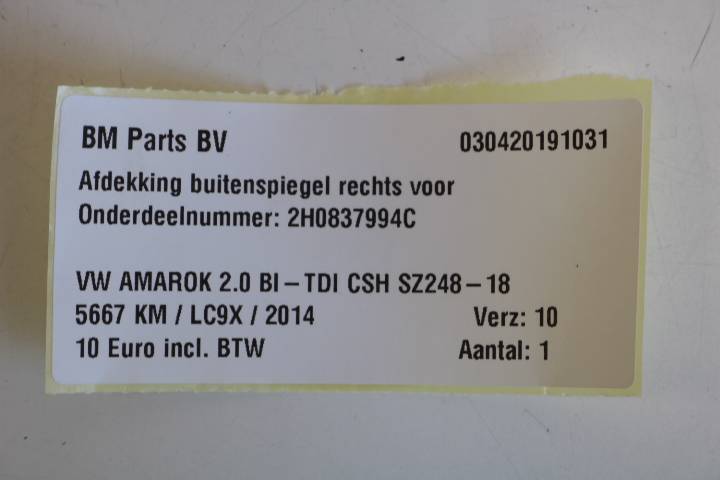 BM Parts BV 030420191031
Afdekking buitenspiegel rechts voor
Onderdeelnummer: 2H0837994C
VW AMAROK 2.0 BI-TDI CSH SZ248-18
5667 KM / LC9X / 2014 Verz: 10
10 Euro incl. BTW Aantal: 1